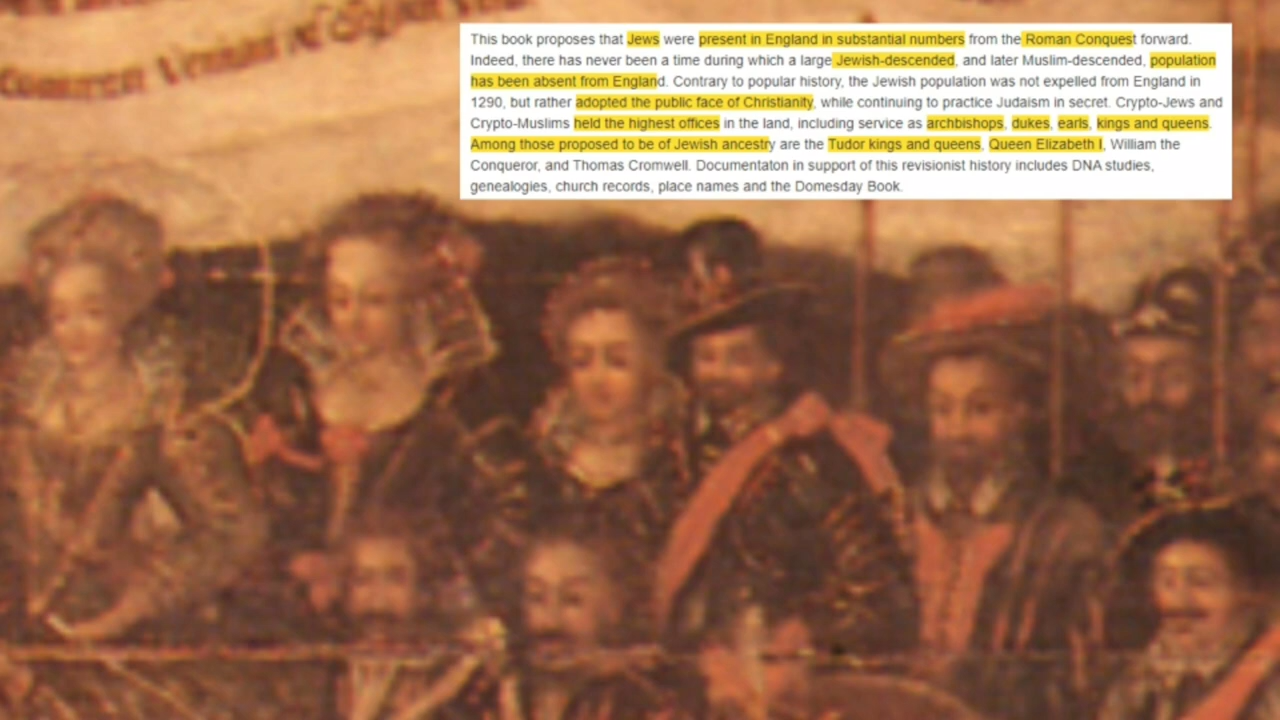 This book proposes that Jews were present in England in substantial numbers from the Roman Conquest forward.
Indeed, there has never been a time during which a large Jewish-descended, and later Muslim-descended, population
has been absent from England. Contrary to popular history, the Jewish population was not expelled from England in
1290, but rather adopted the public face of Christianity, while continuing to practice Judaism in secret. Crypto-Jews and
Crypto-Muslims held the highest offices in the land, including service as archbishops, dukes, earls, kings and queens.
Among those proposed to be of Jewish ancestry are the Tudor kings and queens, Queen Elizabeth I, William the
Conqueror, and Thomas Cromwell. Documentaton in support of this revisionist history includes DNA studies,
genealogies, church records, place names and the Domesday Book.